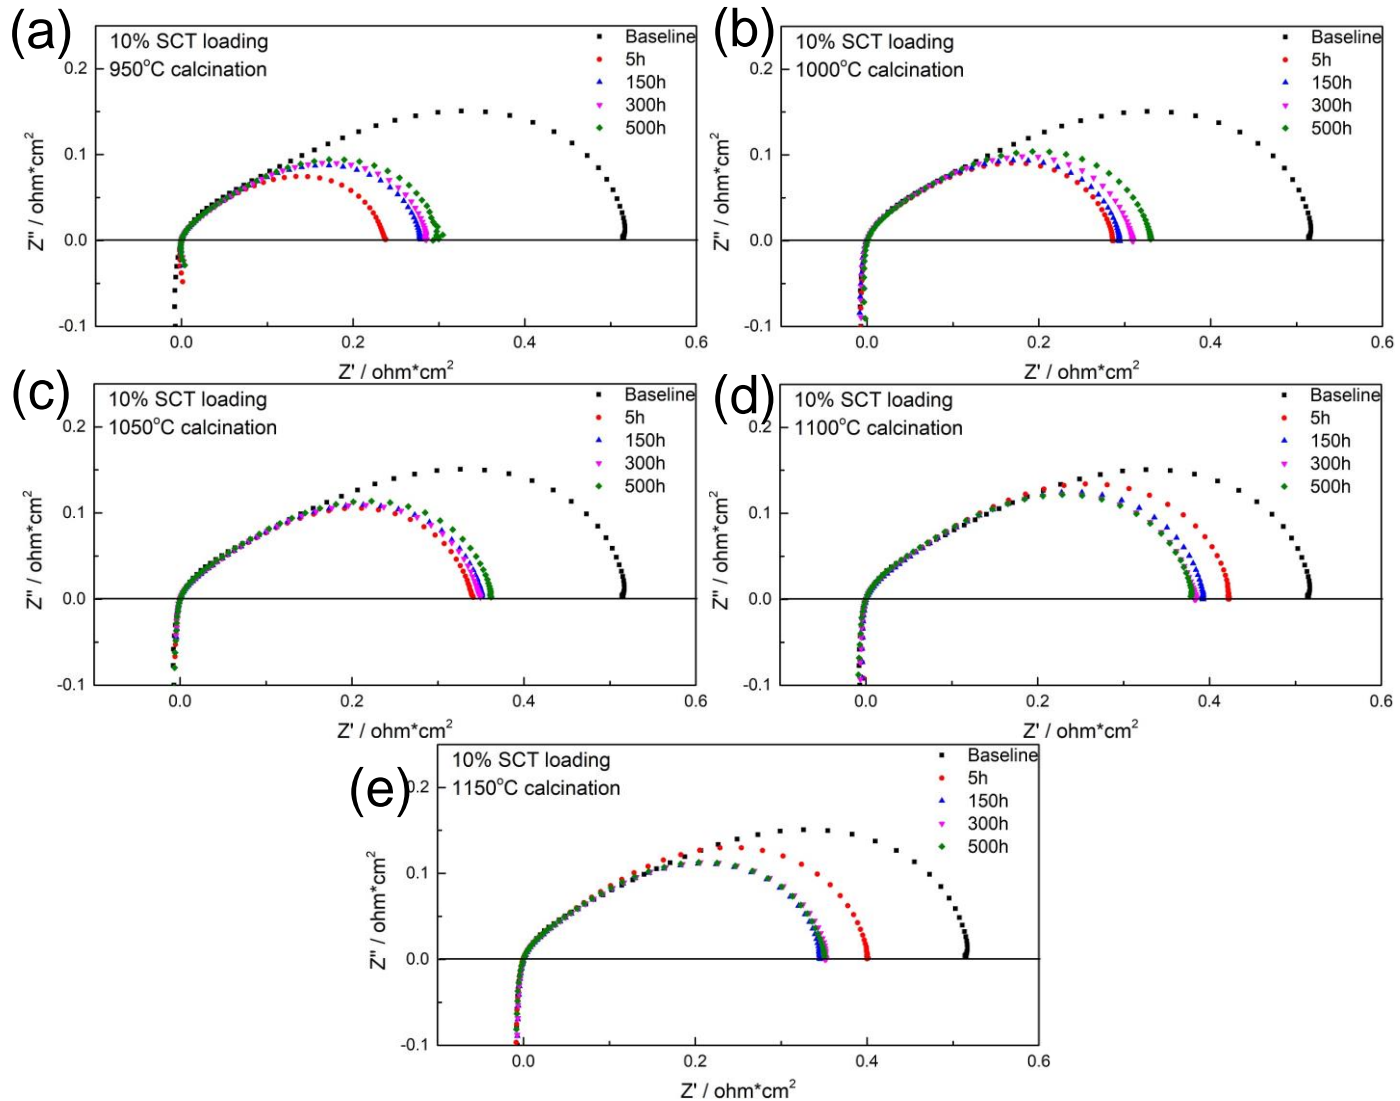 (a)
10% SCT loading
950°C calcination
Baseline
5h
150h
300h
500h
0.2
0.1
0.0
-0.1
Z'' / ohm*cm²
0.0 0.2 0.4 0.6
Z' / ohm*cm²
(b)
10% SCT loading
1000°C calcination
Baseline
5h
150h
300h
500h
0.2
0.1
0.0
-0.1
Z'' / ohm*cm²
0.0 0.2 0.4 0.6
Z' / ohm*cm²
(c)
10% SCT loading
1050°C calcination
Baseline
5h
150h
300h
500h
0.2
0.1
0.0
-0.1
Z'' / ohm*cm²
0.0 0.2 0.4 0.6
Z' / ohm*cm²
(d)
10% SCT loading
1100°C calcination
Baseline
5h
150h
300h
500h
0.2
0.1
0.0
-0.1
Z'' / ohm*cm²
0.0 0.2 0.4 0.6
Z' / ohm*cm²
(e)
10% SCT loading
1150°C calcination
Baseline
5h
150h
300h
500h
0.2
0.1
0.0
-0.1
Z'' / ohm*cm²
0.0 0.2 0.4 0.6
Z' / ohm*cm²